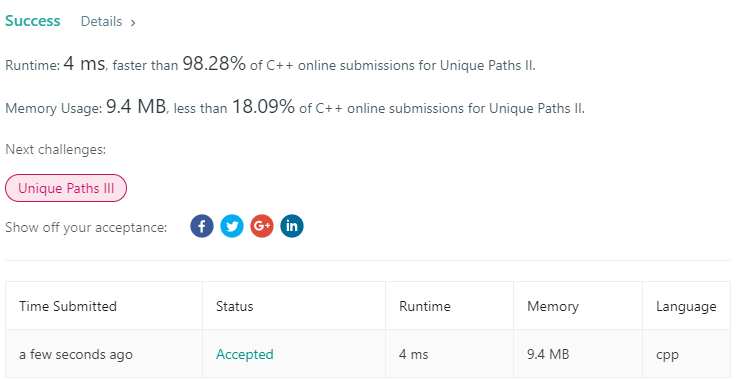 Success Details >
Runtime: 4 ms, faster than 98.28% of C++ online submissions for Unique Paths II.
Memory Usage: 9.4 MB, less than 18.09% of C++ online submissions for Unique Paths II.
Next challenges:
Unique Paths III
Show off your acceptance: f G+ in
Time Submitted Status Runtime Memory Language
a few seconds ago Accepted 4 ms 9.4 MB cpp